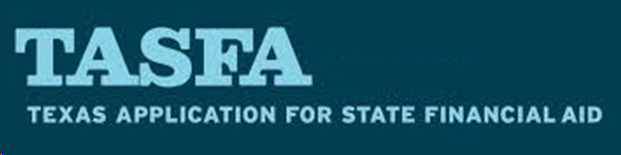 TASFA
TEXAS APPLICATION FOR STATE FINANCIAL AID